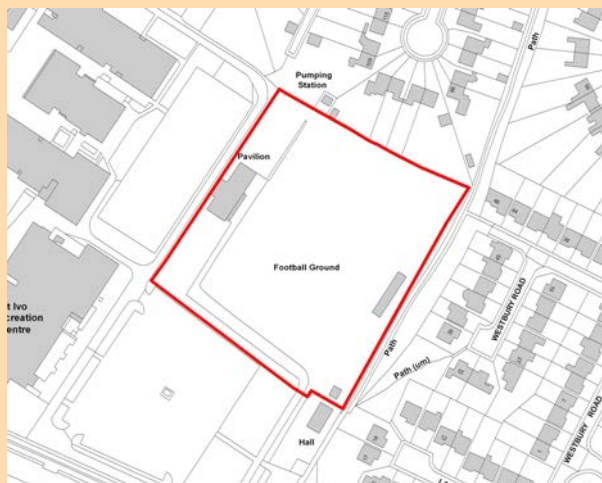 Path
Pumping
Station
Pavilion
Football Ground
t Ivo
creation
entre
WESTBURY ROAD
Path
Path (um)
WESTBURY ROAD
Hall